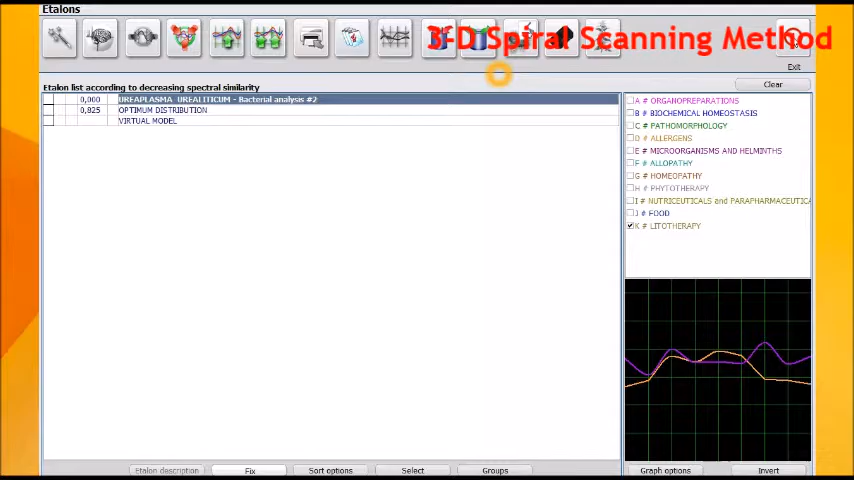 Etalons
3-D Spiral Scanning Method
Exit
Etalon list according to decreasing spectral similarity
Clear
0,000 UREAPLASMA UREALITICUM - Bacterial analysis #2
0,825 OPTIMUM DISTRIBUTION
VIRTUAL MODEL
A # ORGANOPREPARATIONS
B # BIOCHEMICAL HOMEOSTASIS
C # PATHOMORPHOLOGY
D # ALLERGENS
E # MICROORGANISMS AND HELMINTHS
F # ALLOPATHY
G # HOMEOPATHY
H # PHYTOTHERAPY
I # NUTRICEUTICALS and PARAPHARMACEUTICA
J # FOOD
K # LITOTHERAPY
Etalon description
Fix
Sort options
Select
Groups
Graph options
Invert